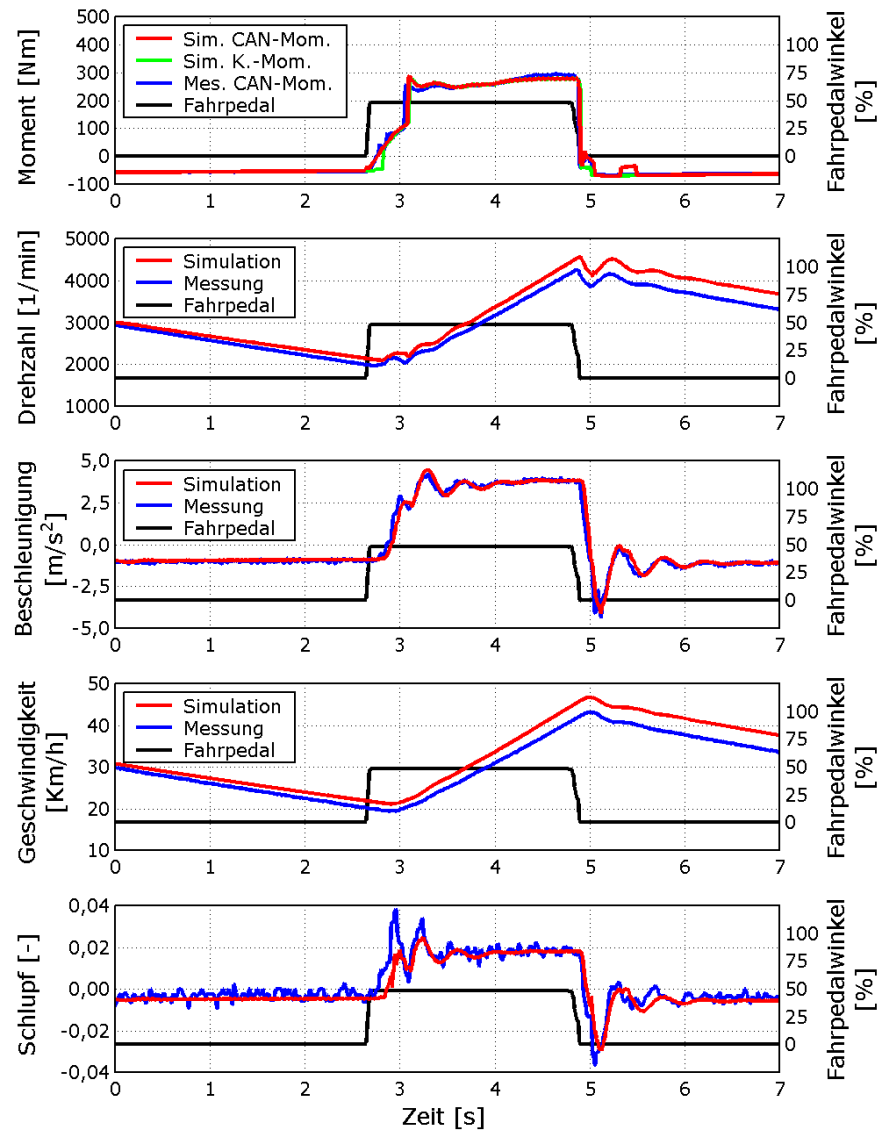 500
400
300
200
100
0
-100
Moment [Nm]
Sim. CAN-Mom.
Sim. K.-Mom.
Mes. CAN-Mom.
Fahrpedal
100
75
50
25
0
Fahrpedalwinkel
[%]
0 1 2 3 4 5 6 7
5000
4000
3000
2000
1000
Drehzahl [1/min]
Simulation
Messung
Fahrpedal
100
75
50
25
0
Fahrpedalwinkel
[%]
0 1 2 3 4 5 6 7
5,0
2,5
0,0
-2,5
-5,0
Beschleunigung
[m/s²]
Simulation
Messung
Fahrpedal
100
75
50
25
0
Fahrpedalwinkel
[%]
0 1 2 3 4 5 6 7
50
40
30
20
10
Geschwindigkeit
[Km/h]
Simulation
Messung
Fahrpedal
100
75
50
25
0
Fahrpedalwinkel
[%]
0 1 2 3 4 5 6 7
0,04
0,02
0,00
-0,02
-0,04
Schlupf [-]
100
75
50
25
0
Fahrpedalwinkel
[%]
0 1 2 3 4 5 6 7
Zeit [s]